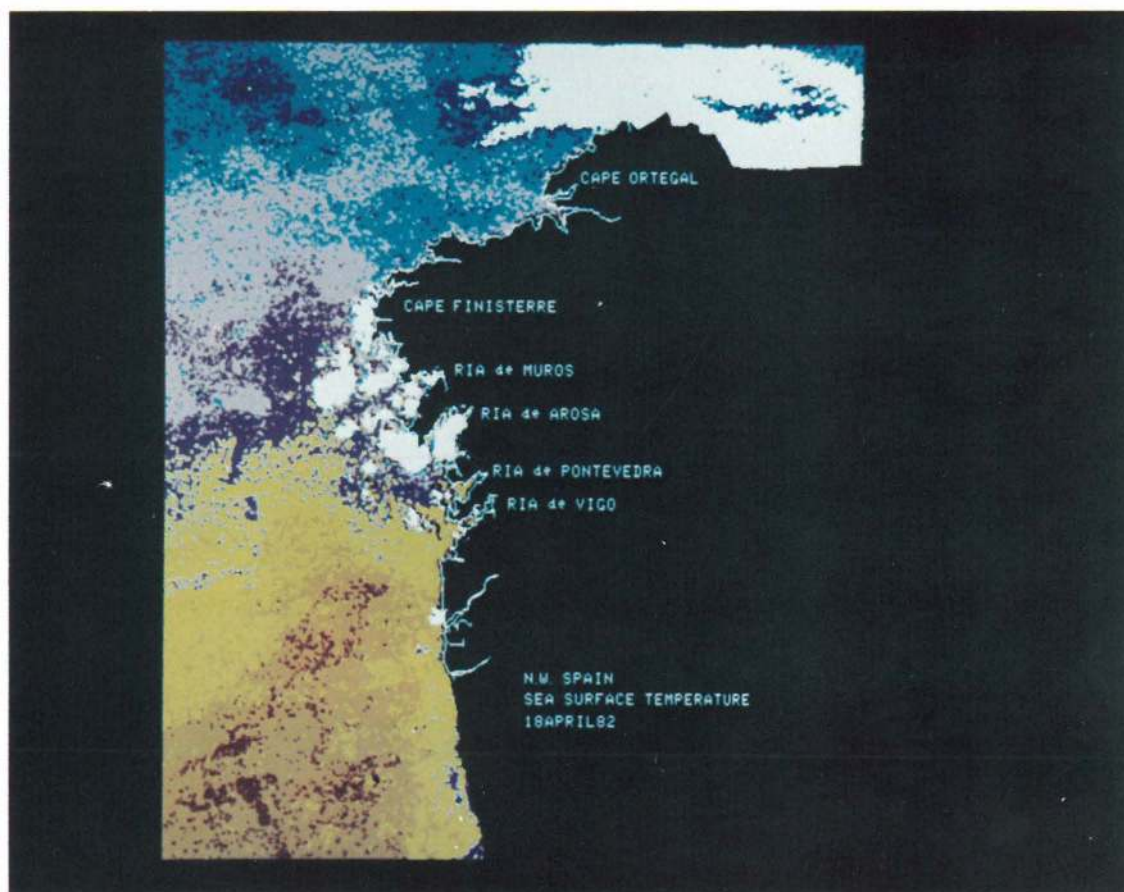 CAPE ORTEGAL
CAPE FINISTERRE
RIA de MUROS
RIA de AROSA
RIA de PONTEVEDRA
RIA de VIGO
N.W. SPAIN
SEA SURFACE TEMPERATURE
18APRIL82